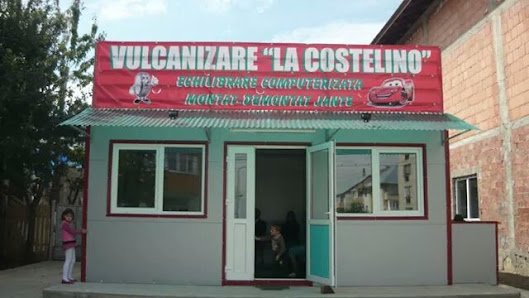 VULCANIZARE "LA COSTELINO"
ECHILIBRARE COMPUTERIZATA
MONTAT-DEMONTAT JANTE